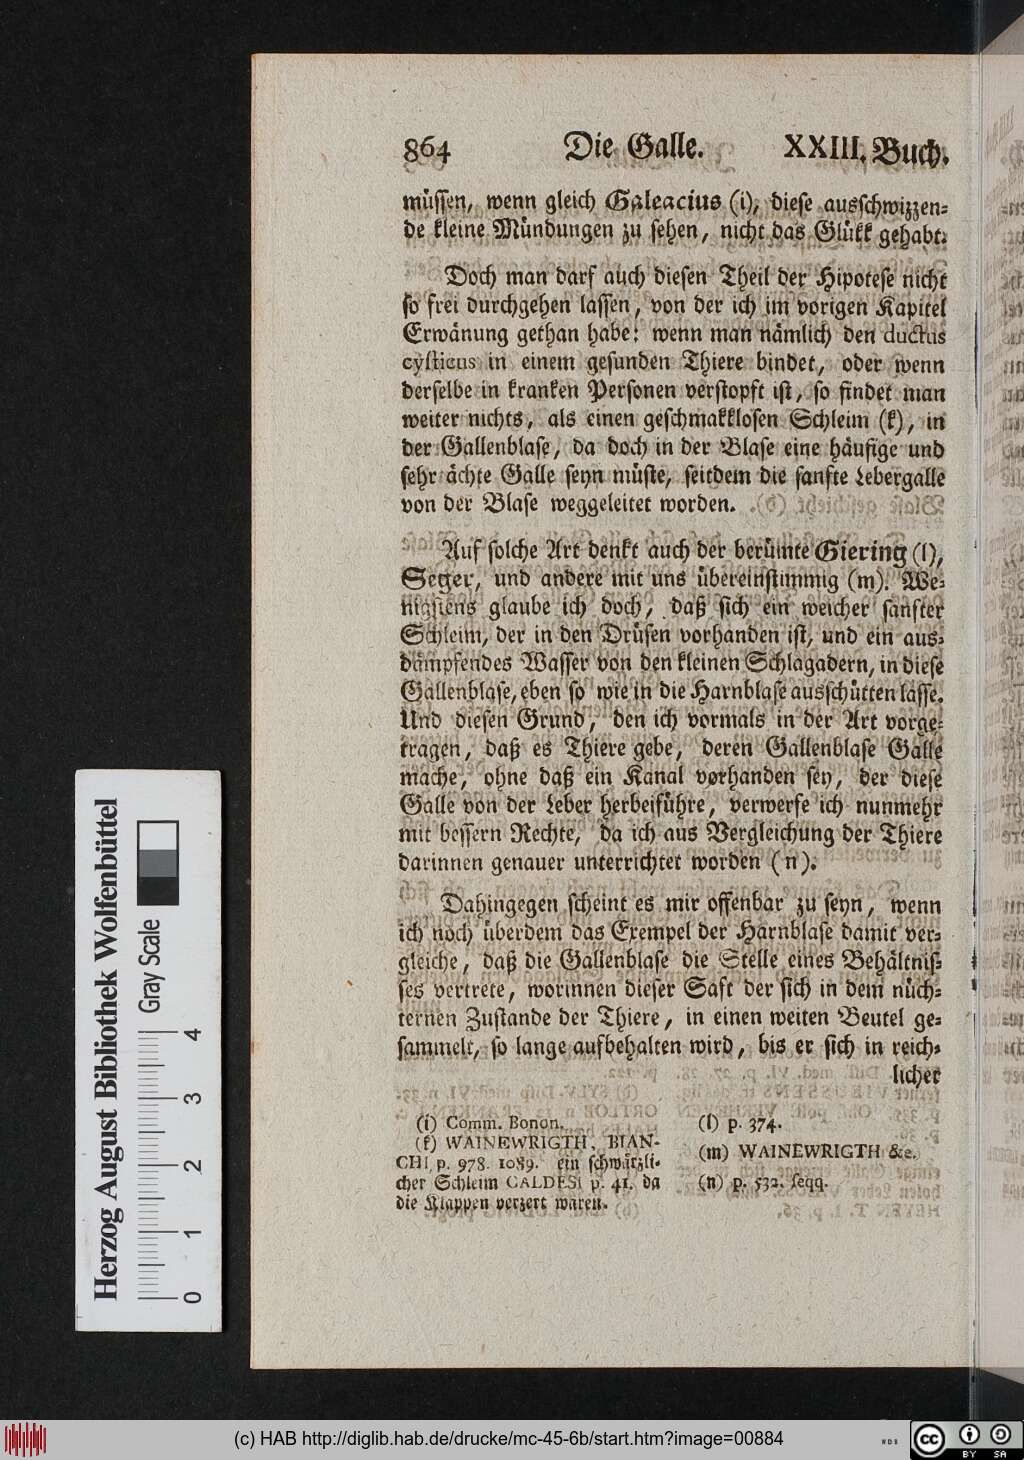 864 Die Galle. XXIII. Buch.
müssen, wenn gleich Galeacius (i), diese ausschwizzen-
de kleine Mündungen zu sehen, nicht das Glükk gehabt.
Doch man darf auch diesen Theil der Hipotese nicht
so frei durchgehen lassen, von der ich im vorigen Kapitel
Erwänung gethan habe: wenn man nämlich den ductus
cysticus in einem gesunden Thiere bindet, oder wenn
derselbe in kranken Personen verstopft ist, so findet man
weiter nichts, als einen geschmakklosen Schleim (k), in
der Gallenblase, da doch in der Blase eine häufige und
sehr ächte Galle seyn müste, seitdem die sanfte Lebergalle
von der Blase weggeleitet worden.
Auf solche Art denkt auch der berümte Giering (l),
Seger, und andere mit uns übereinstimmig (m). We-
nigstens glaube ich doch, daß sich ein weicher sanfter
Schleim, der in den Drüsen vorhanden ist, und ein aus-
dampfendes Wasser von den kleinen Schlagadern, in diese
Gallenblase, eben so wie in die Harnblase ausschütten lasse.
Und diesen Grund, den ich vormals in der Art vorge-
tragen, daß es Thiere gebe, deren Gallenblase Galle
mache, ohne daß ein Kanal vorhanden sey, der diese
Galle von der Leber herbeiführe, verwerfe ich nunmehr
mit bessern Rechte, da ich aus Vergleichung der Thiere
darinnen genauer unterrichtet worden (n).
Dahingegen scheint es mir offenbar zu seyn, wenn
ich noch überdem das Exempel der Harnblase damit ver-
gleiche, daß die Gallenblase die Stelle eines Behältnis-
ses vertrete, worinnen dieser Saft der sich in dem nüch-
ternen Zustande der Thiere, in einen weiten Beutel ge-
sammelt, so lange aufbehalten wird, bis er sich in reich-
licher
(i) Comm. Bonon.
(k) WAINEWRIGTH, BIAN-
CHI, p. 978. 1089. ein schwärzli-
cher Schleim CALDESI p. 41. da
die Klappen verzert waren.
(l) p. 374.
(m) WAINEWRIGTH &c.
(n) p. 532. seqq.
Herzog August Bibliothek Wolfenbüttel
Gray Scale
0 1 2 3 4
(c) HAB http://diglib.hab.de/drucke/mc-45-6b/start.htm?image=00884
cc BY SA